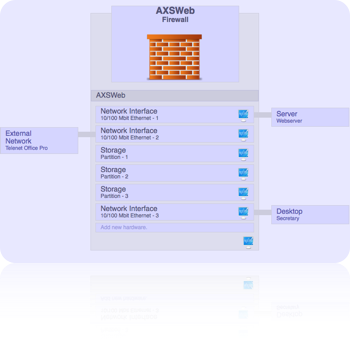 AXSWeb
Firewall
AXSWeb
Network Interface
10/100 Mbit Ethernet - 1
Server
Webserver
External
Network
Telenet Office Pro
Network Interface
10/100 Mbit Ethernet - 2
Storage
Partition - 1
Storage
Partition - 2
Storage
Partition - 3
Network Interface
10/100 Mbit Ethernet - 3
Desktop
Secretary
Add new hardware.